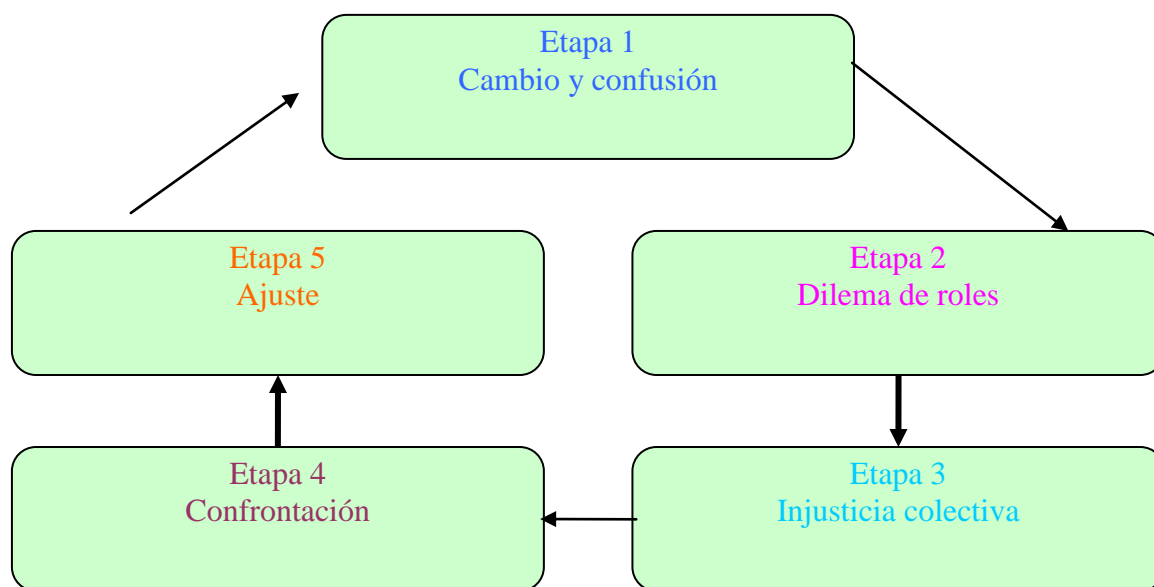 Etapa 1
Cambio y confusión
Etapa 2
Dilema de roles
Etapa 3
Injusticia colectiva
Etapa 4
Confrontación
Etapa 5
Ajuste